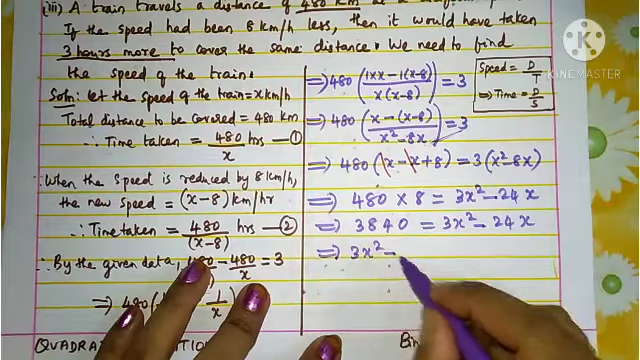 (iii) A train travels a distance of 480 km at a uniform
If the speed had been 8 km/h less, then it would have taken
3 hours more to cover the same distance. We need to find
the speed of the train.
Soln: let the speed of the train = x km/h
Total distance to be covered = 480 km
∴ Time taken = 480/x hrs — ①
∴ When the speed is reduced by 8 km/h,
the new speed = (x-8) km/hr
∴ Time taken = 480/(x-8) hrs — ②
∴ By the given data, 480 - 480/x = 3
⇒ 480( - 1/x
⇒ 480 ((1×x - 1(x-8))/(x(x-8))) = 3
⇒ 480 ((x - (x-8))/(x² - 8x)) = 3
⇒ 480 (x - x + 8) = 3(x² - 8x)
⇒ 480 × 8 = 3x² - 24x
⇒ 3840 = 3x² - 24x
⇒ 3x² -
Speed = D/T
⇒ Time = D/S
KINEMASTER
QUADRA